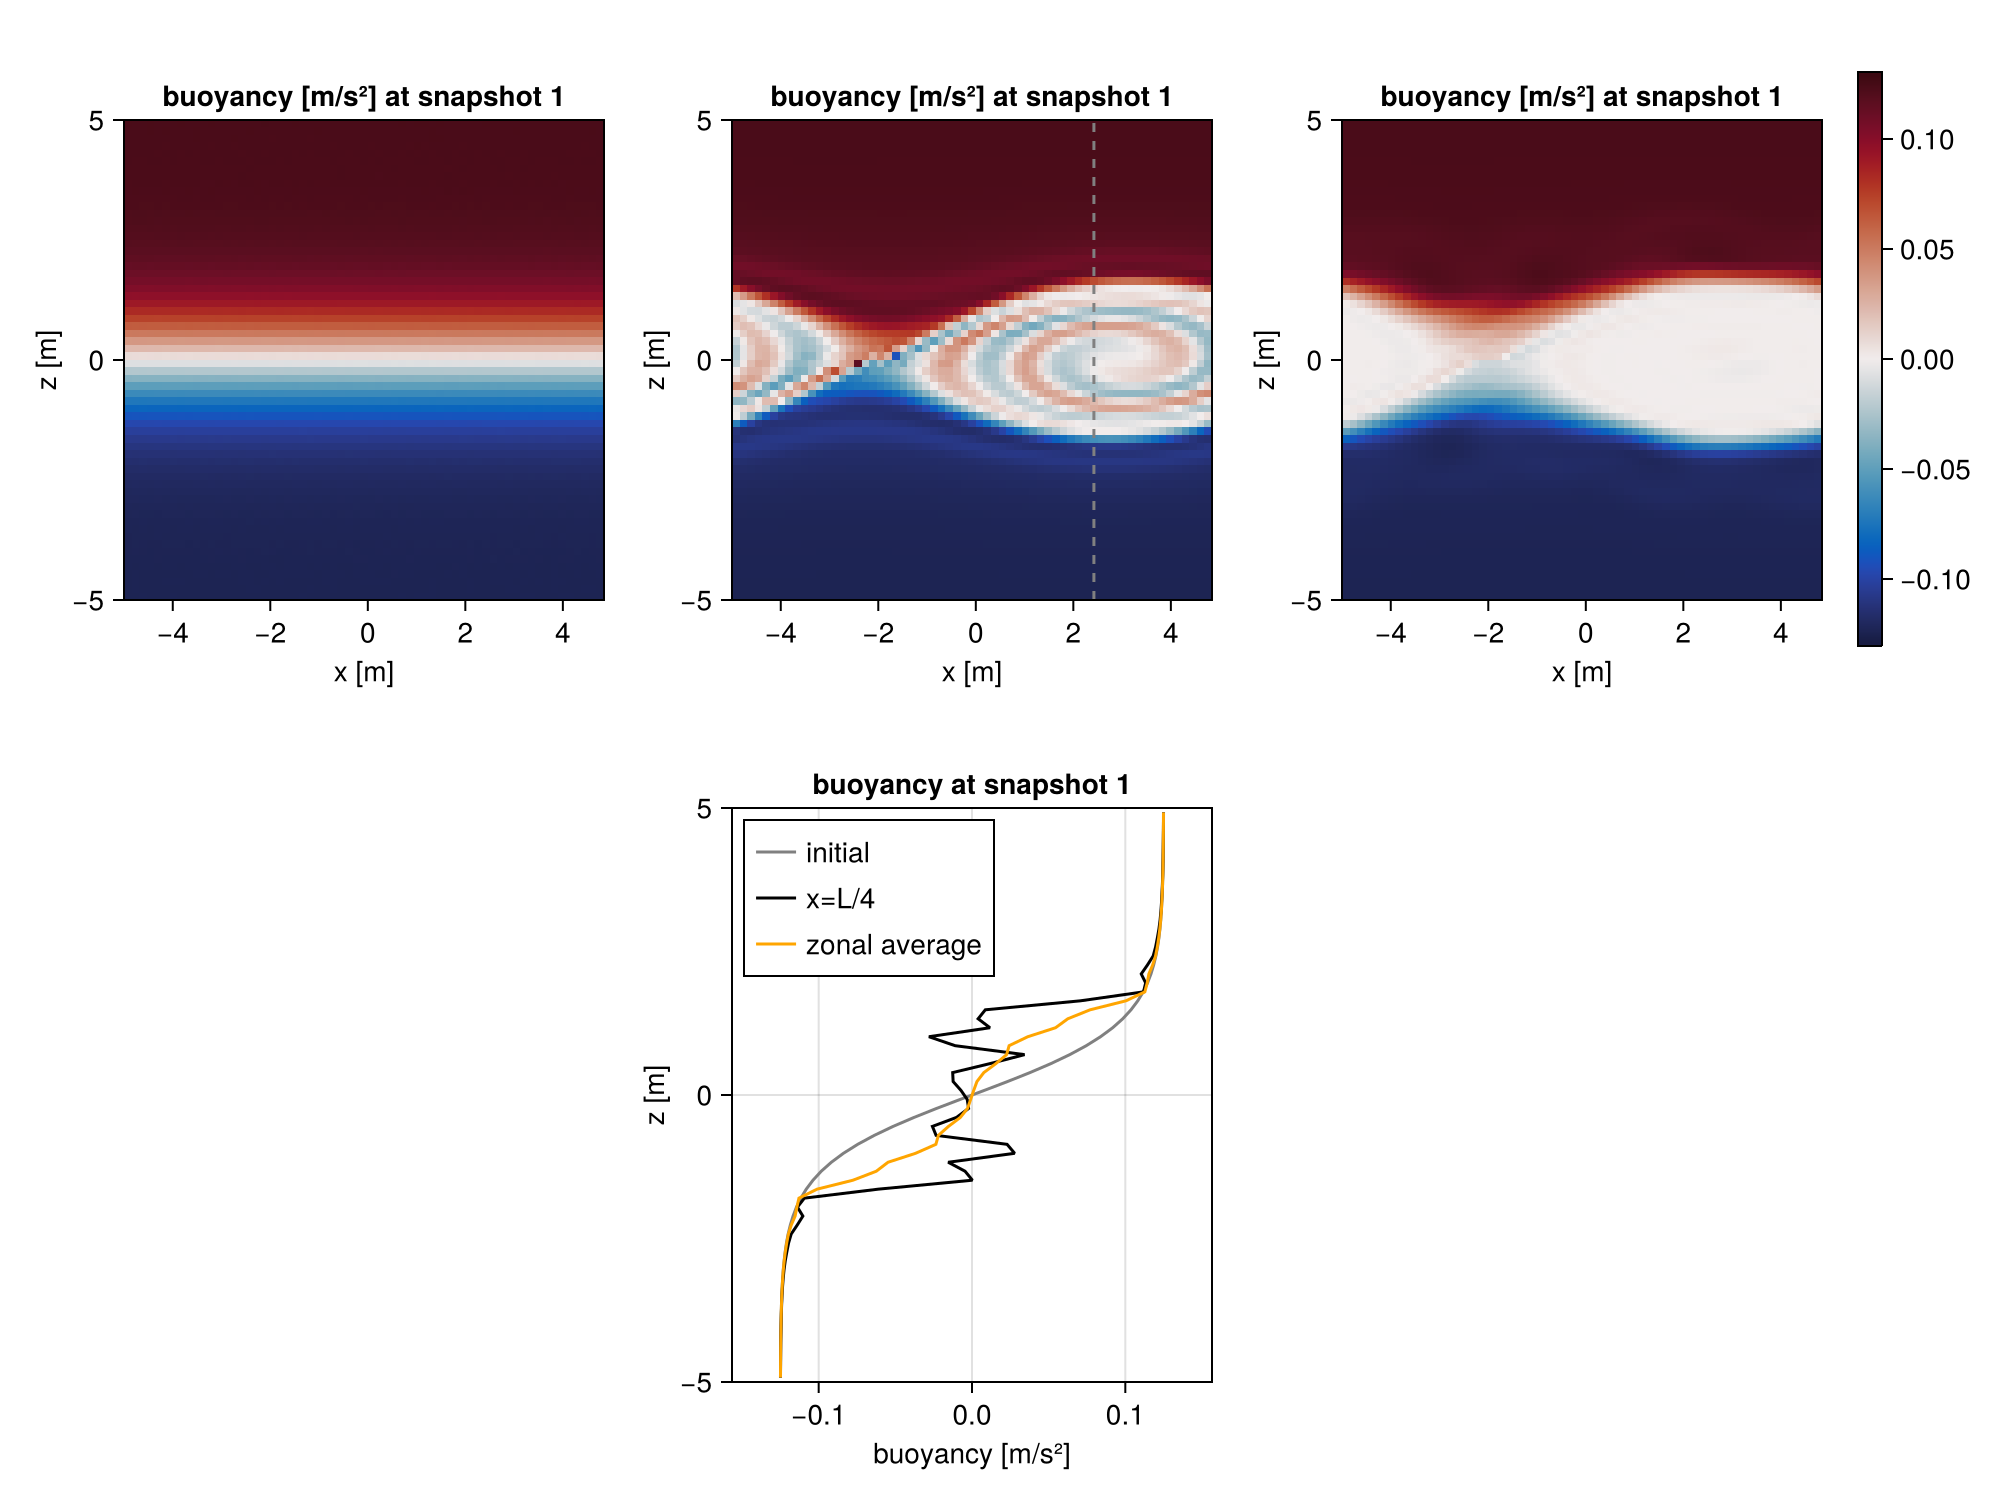 buoyancy [m/s²] at snapshot 1
5
0
−5
z [m]
−4 −2 0 2 4
x [m]
buoyancy [m/s²] at snapshot 1
5
0
−5
z [m]
−4 −2 0 2 4
x [m]
buoyancy [m/s²] at snapshot 1
5
0
−5
z [m]
−4 −2 0 2 4
x [m]
0.10
0.05
0.00
−0.05
−0.10
buoyancy at snapshot 1
5
0
−5
z [m]
initial
x=L/4
zonal average
−0.1 0.0 0.1
buoyancy [m/s²]